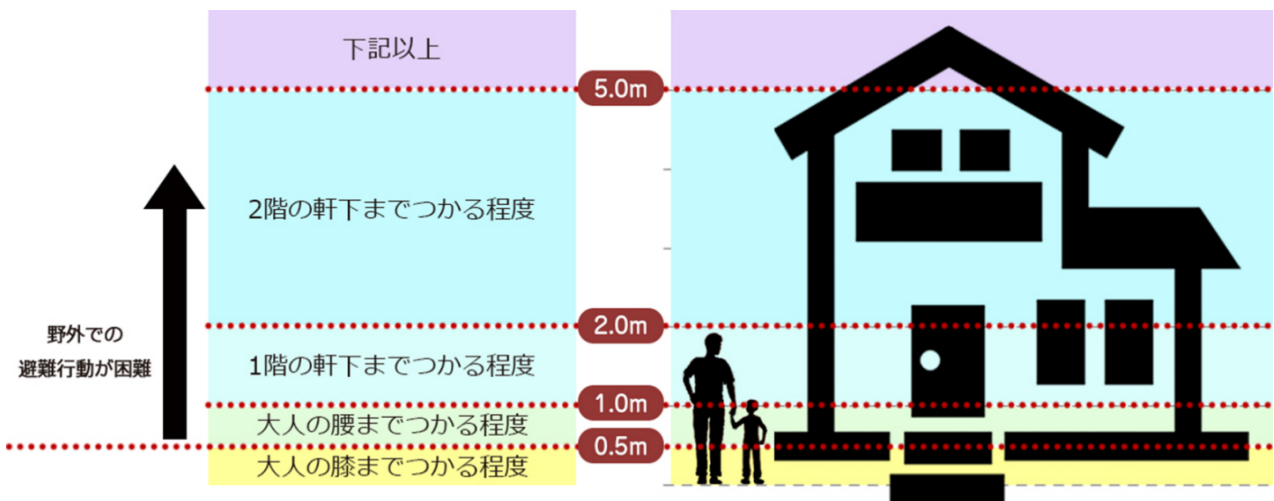 下記以上
5.0m
2階の軒下までつかる程度
2.0m
野外での
避難行動が困難
1階の軒下までつかる程度
1.0m
大人の腰までつかる程度
0.5m
大人の膝までつかる程度